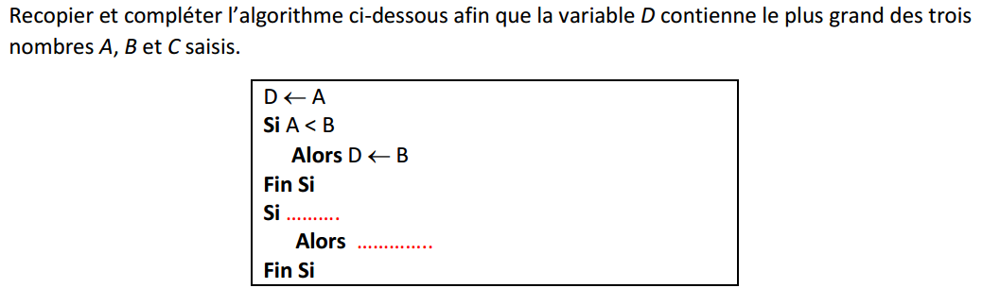 Recopier et compléter l’algorithme ci-dessous afin que la variable D contienne le plus grand des trois
nombres A, B et C saisis.
D ← A
Si A < B
Alors D ← B
Fin Si
Si ..........
Alors ..............
Fin Si